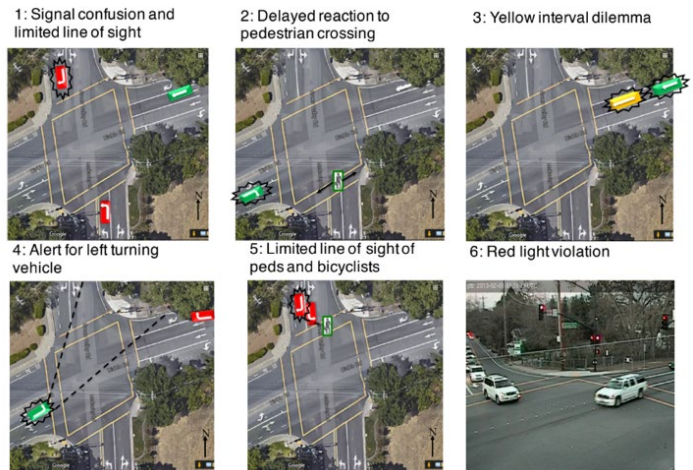 1: Signal confusion and
limited line of sight
2: Delayed reaction to
pedestrian crossing
3: Yellow interval dilemma
N
N
N
Google
Google
Google
4: Alert for left turning
vehicle
5: Limited line of sight of
peds and bicyclists
6: Red light violation
N
N
Google
Google